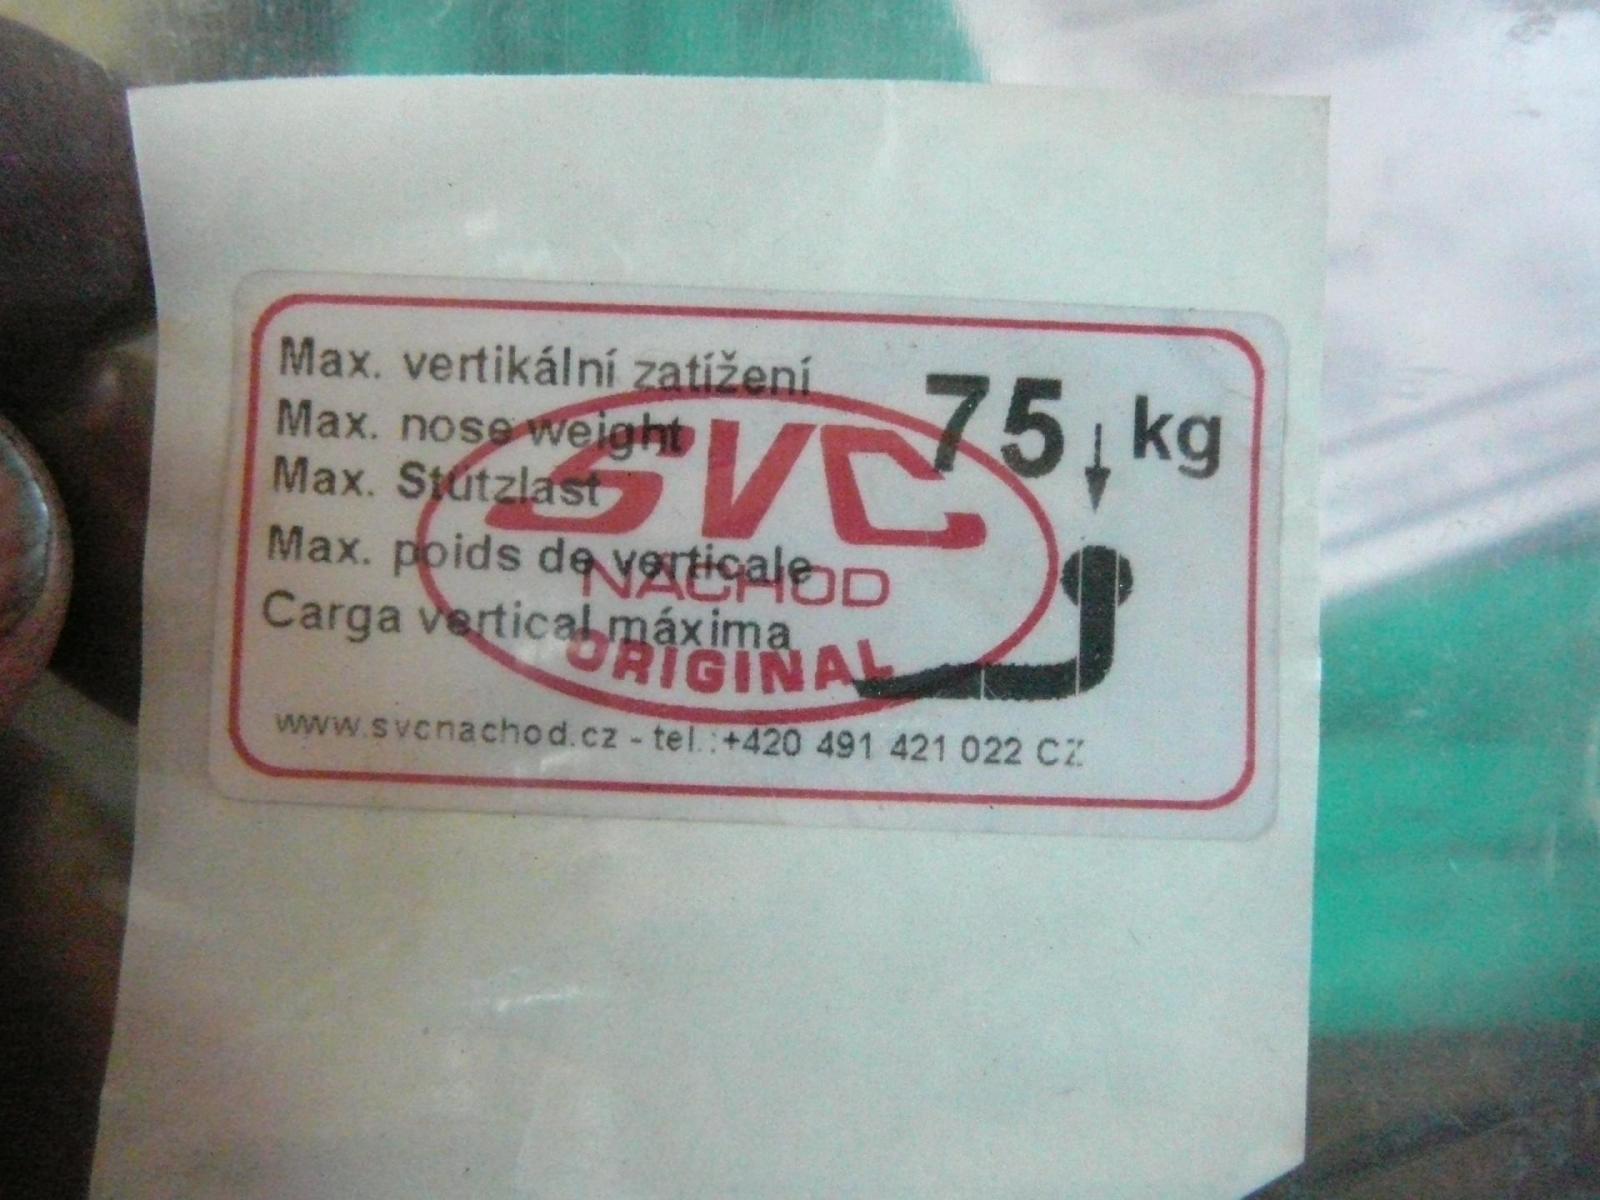 Max. vertikální zatížení
Max. nose weight
Max. Stützlast
Max. poids de verticale
Carga vertical máxima
75 kg
SVC
NÁCHOD
ORIGINAL
www.svcnachod.cz - tel.:+420 491 421 022 CZ